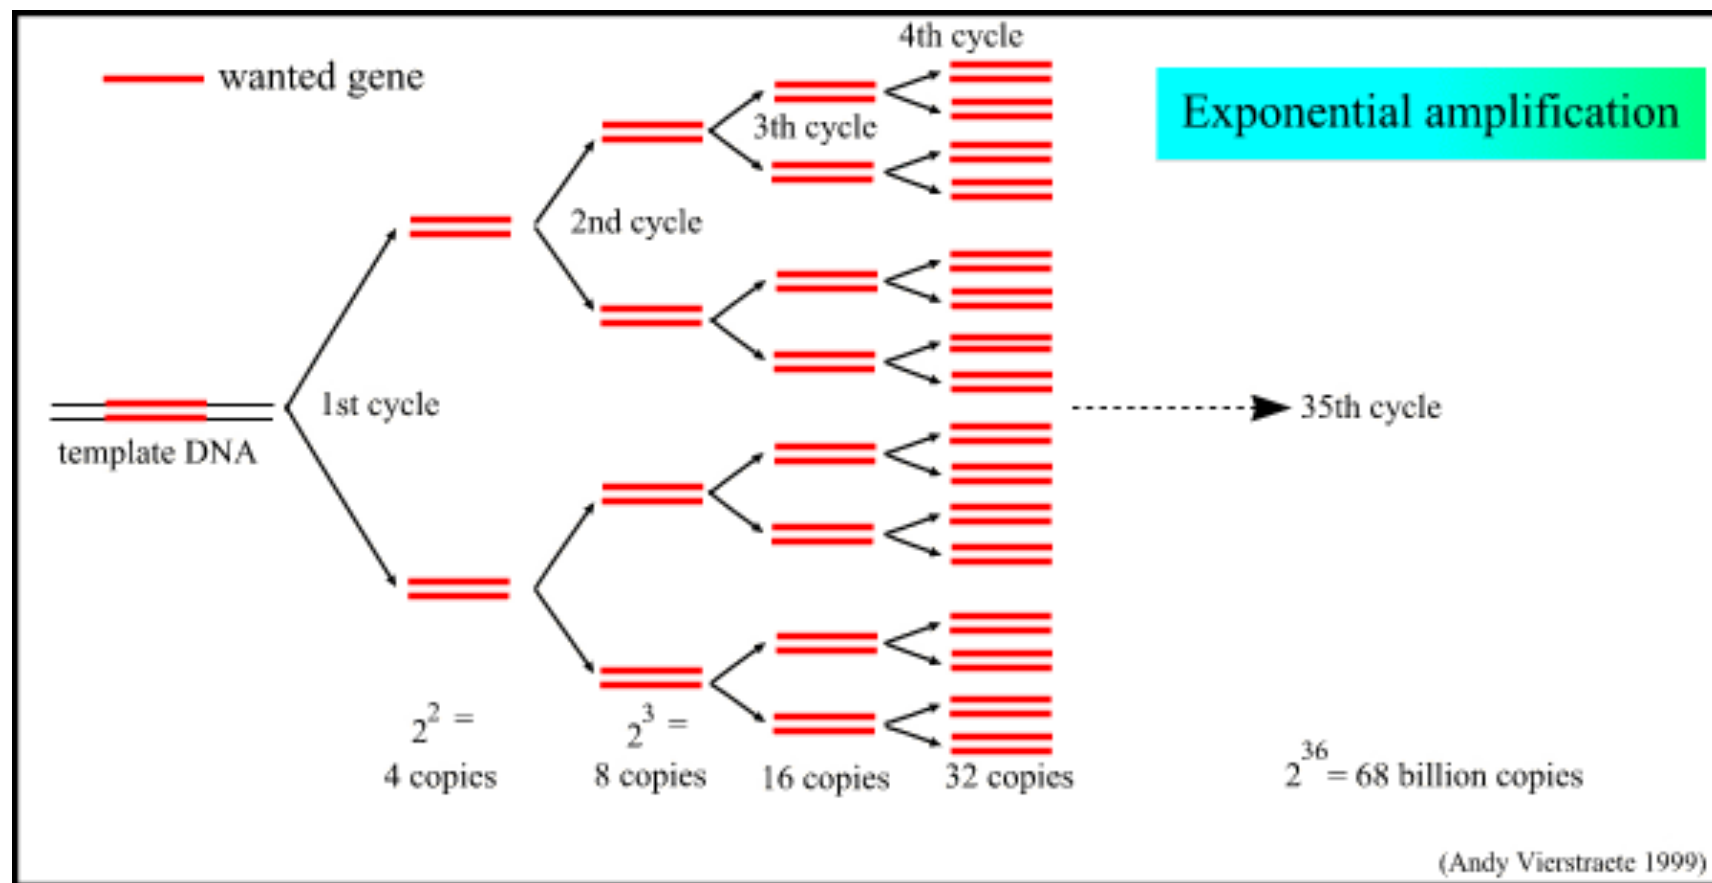 4th cycle
wanted gene
Exponential amplification
3th cycle
2nd cycle
1st cycle
35th cycle
template DNA
2² =
4 copies
2³ =
8 copies
16 copies
32 copies
2³⁶= 68 billion copies
(Andy Vierstraete 1999)